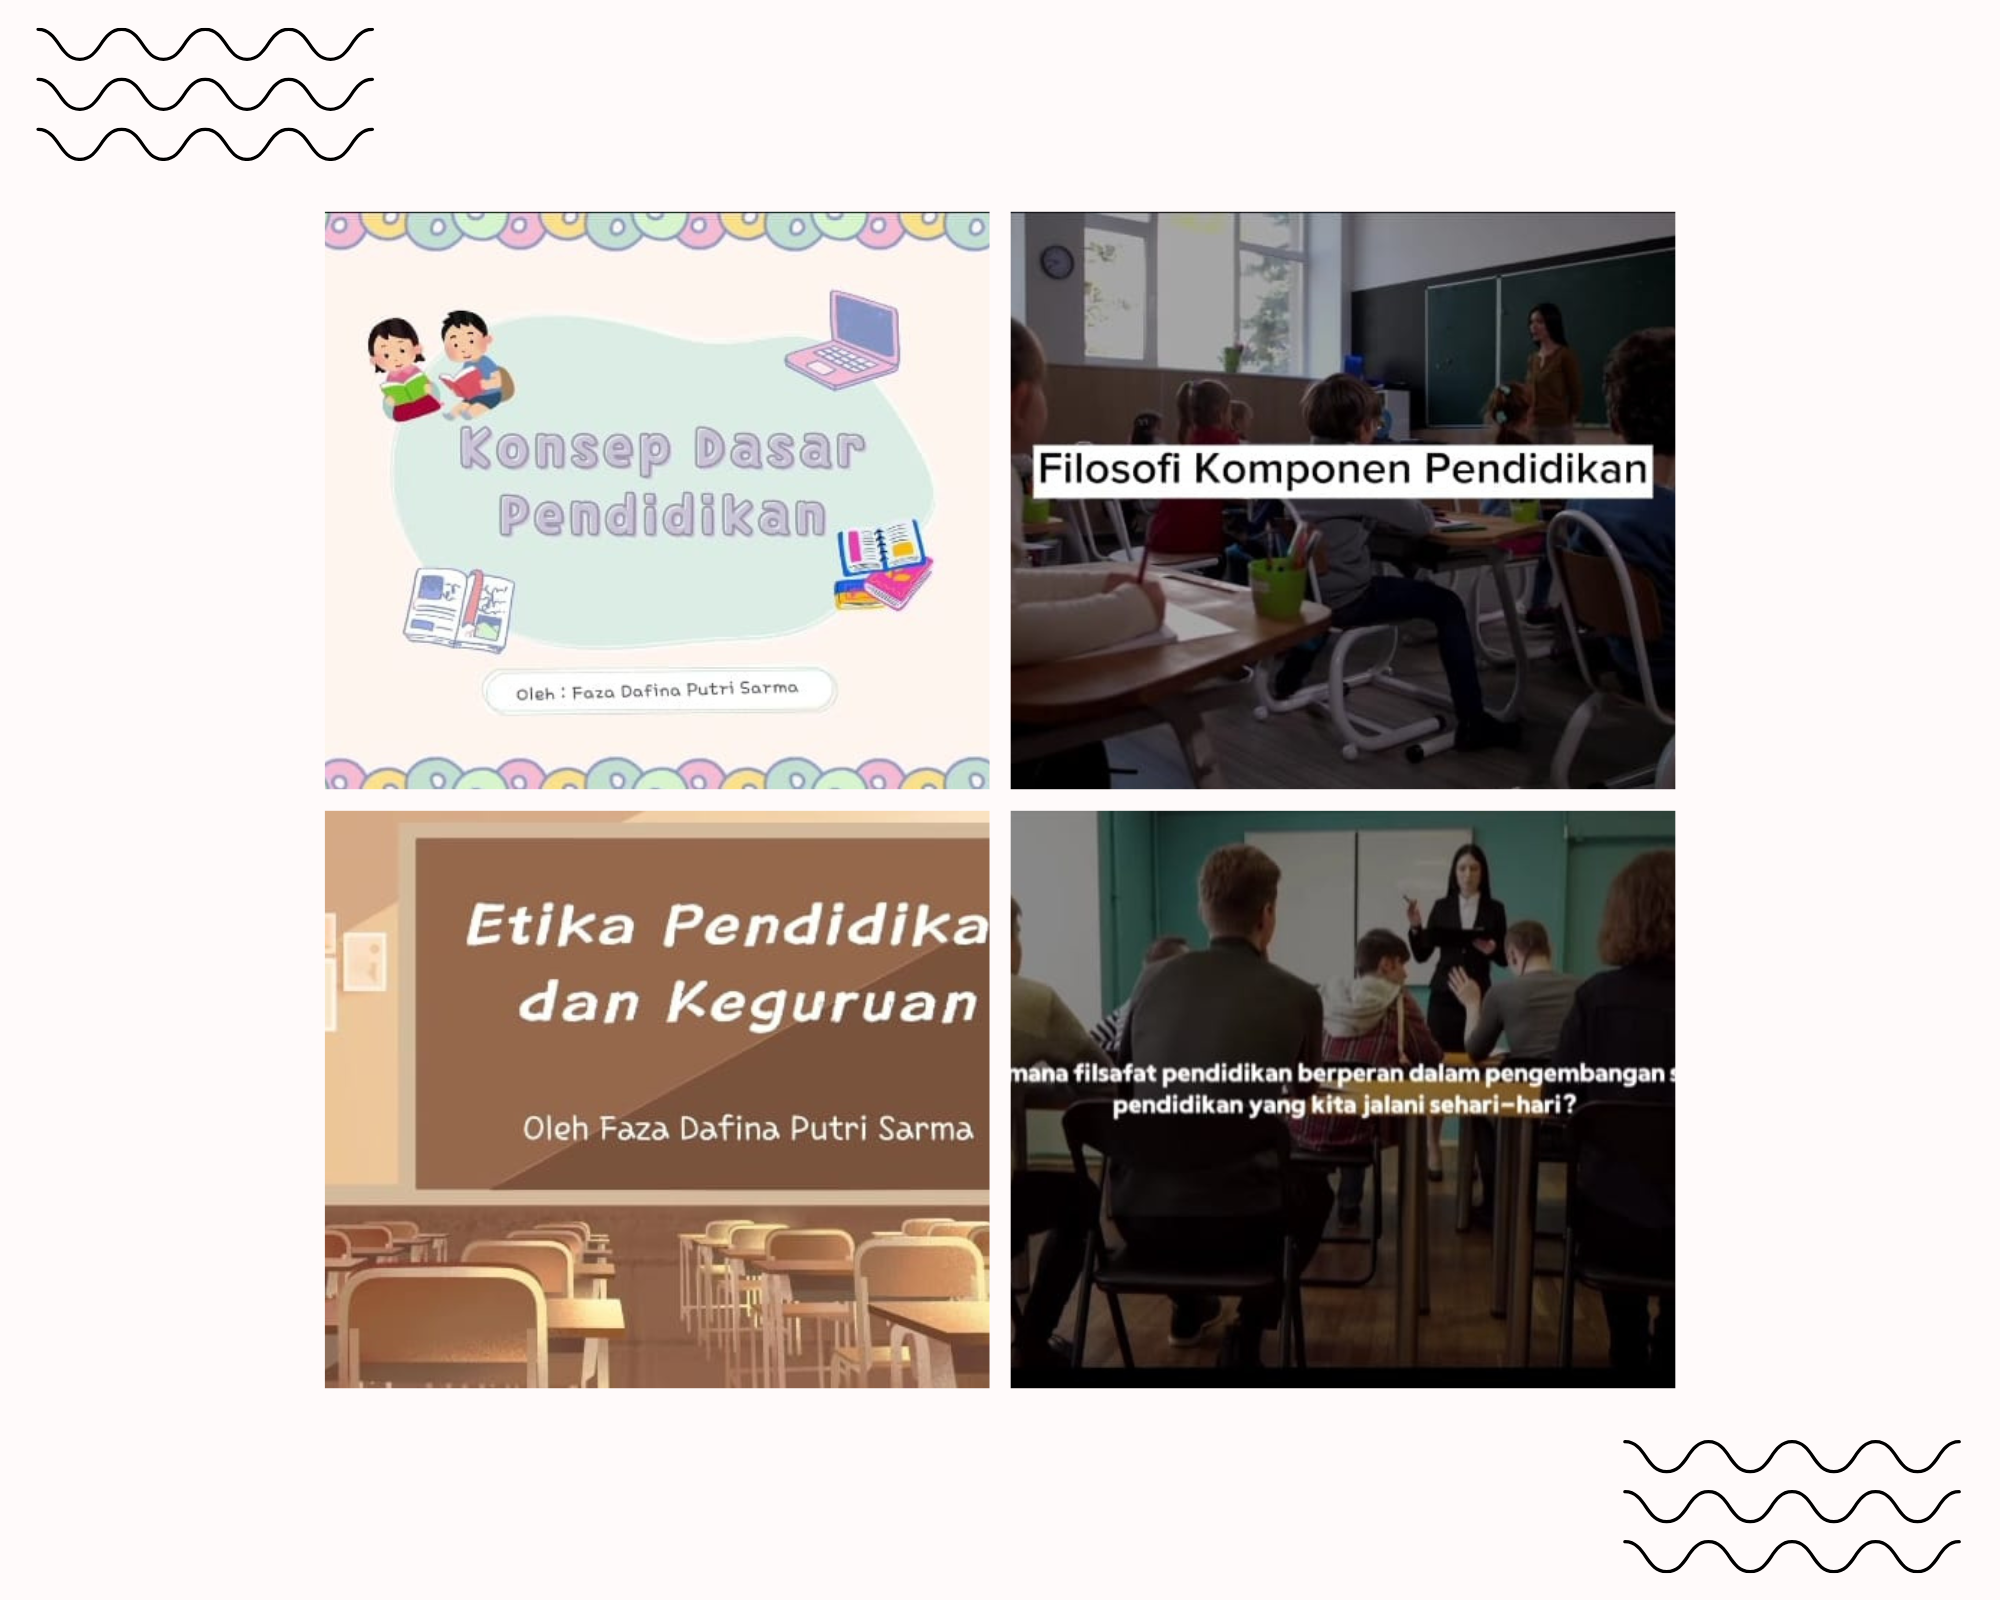 Konsep Dasar
Pendidikan
Oleh : Faza Dafina Putri Sarma
Filosofi Komponen Pendidikan
Etika Pendidika
dan Keguruan
Oleh Faza Dafina Putri Sarma
mana filsafat pendidikan berperan dalam pengembangan s
pendidikan yang kita jalani sehari-hari?